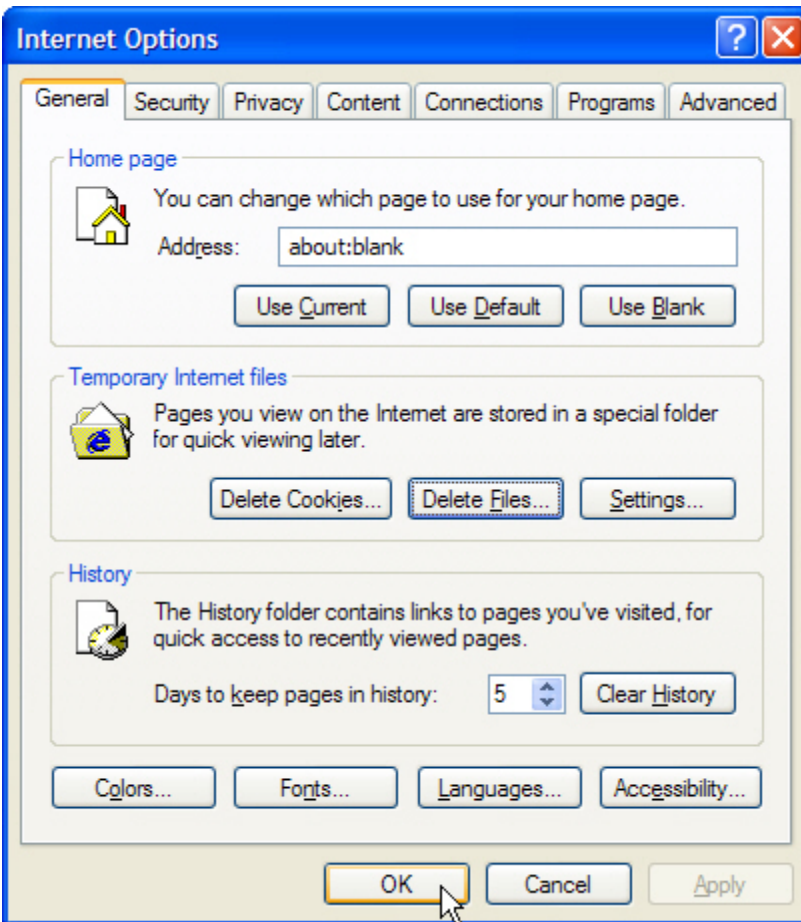 Internet Options
General Security Privacy Content Connections Programs Advanced
Home page
You can change which page to use for your home page.
Address: about:blank
Use Current Use Default Use Blank
Temporary Internet files
Pages you view on the Internet are stored in a special folder
for quick viewing later.
Delete Cookies... Delete Files... Settings...
History
The History folder contains links to pages you've visited, for
quick access to recently viewed pages.
Days to keep pages in history: 5 Clear History
Colors... Fonts... Languages... Accessibility...
OK Cancel Apply